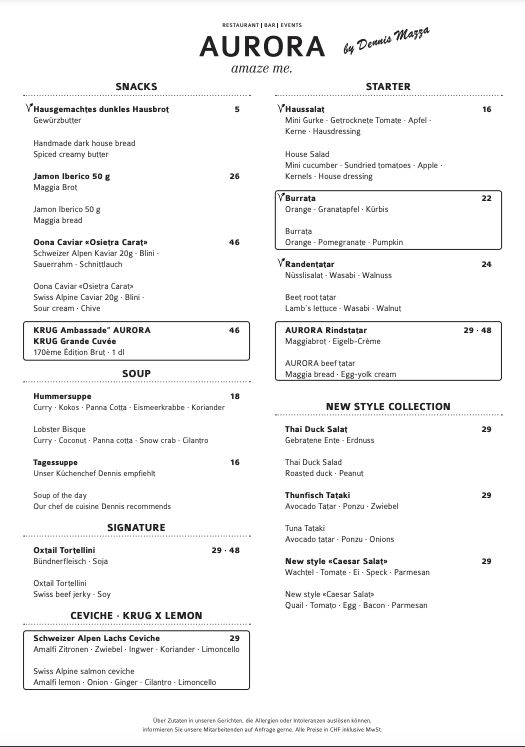 RESTAURANT | BAR | EVENTS
AURORA
amaze me.
by Dennis Mazza
SNACKS
Hausgemachtes dunkles Hausbrot 5
Gewürzbutter
Handmade dark house bread
Spiced creamy butter
Jamon Iberico 50 g 26
Maggia Brot
Jamon Iberico 50 g
Maggia bread
Oona Caviar «Osietra Carat» 46
Schweizer Alpen Kaviar 20g · Blini ·
Sauerrahm · Schnittlauch
Oona Caviar «Osietra Carat»
Swiss Alpine Caviar 20g · Blini ·
Sour cream · Chive
KRUG Ambassade” AURORA 46
KRUG Grande Cuvée
170ème Édition Brut · 1 dl
SOUP
Hummersuppe 18
Curry · Kokos · Panna Cotta · Eismeerkrabbe · Koriander
Lobster Bisque
Curry · Coconut · Panna cotta · Snow crab · Cilantro
Tagessuppe 16
Unser Küchenchef Dennis empfiehlt
Soup of the day
Our chef de cuisine Dennis recommends
SIGNATURE
Oxtail Tortellini 29 · 48
Bündnerfleisch · Soja
Oxtail Tortellini
Swiss beef jerky · Soy
CEVICHE · KRUG X LEMON
Schweizer Alpen Lachs Ceviche 29
Amalfi Zitronen · Zwiebel · Ingwer · Koriander · Limoncello
Swiss Alpine salmon ceviche
Amalfi lemon · Onion · Ginger · Cilantro · Limoncello
STARTER
Haussalat 16
Mini Gurke · Getrocknete Tomate · Apfel ·
Kerne · Hausdressing
House Salad
Mini cucumber · Sundried tomatoes · Apple ·
Kernels · House dressing
Burrata 22
Orange · Granatapfel · Kürbis
Burrata
Orange · Pomegranate · Pumpkin
Randentatar 24
Nüsslisalat · Wasabi · Walnuss
Beet root tatar
Lamb´s lettuce · Wasabi · Walnut
AURORA Rindstatar 29 · 48
Maggiabrot · Eigelb-Crème
AURORA beef tatar
Maggia bread · Egg-yolk cream
NEW STYLE COLLECTION
Thai Duck Salat 29
Gebratene Ente · Erdnuss
Thai Duck Salad
Roasted duck · Peanut
Thunfisch Tataki 29
Avocado Tatar · Ponzu · Zwiebel
Tuna Tataki
Avocado tatar · Ponzu · Onions
New style «Caesar Salat» 29
Wachtel · Tomate · Ei · Speck · Parmesan
New style «Caesar Salat»
Quail · Tomato · Egg · Bacon · Parmesan
Über Zutaten in unseren Gerichten, die Allergien oder Intoleranzen auslösen können,
informieren Sie unsere Mitarbeitenden auf Anfrage gerne. Alle Preise in CHF inklusive MwSt.